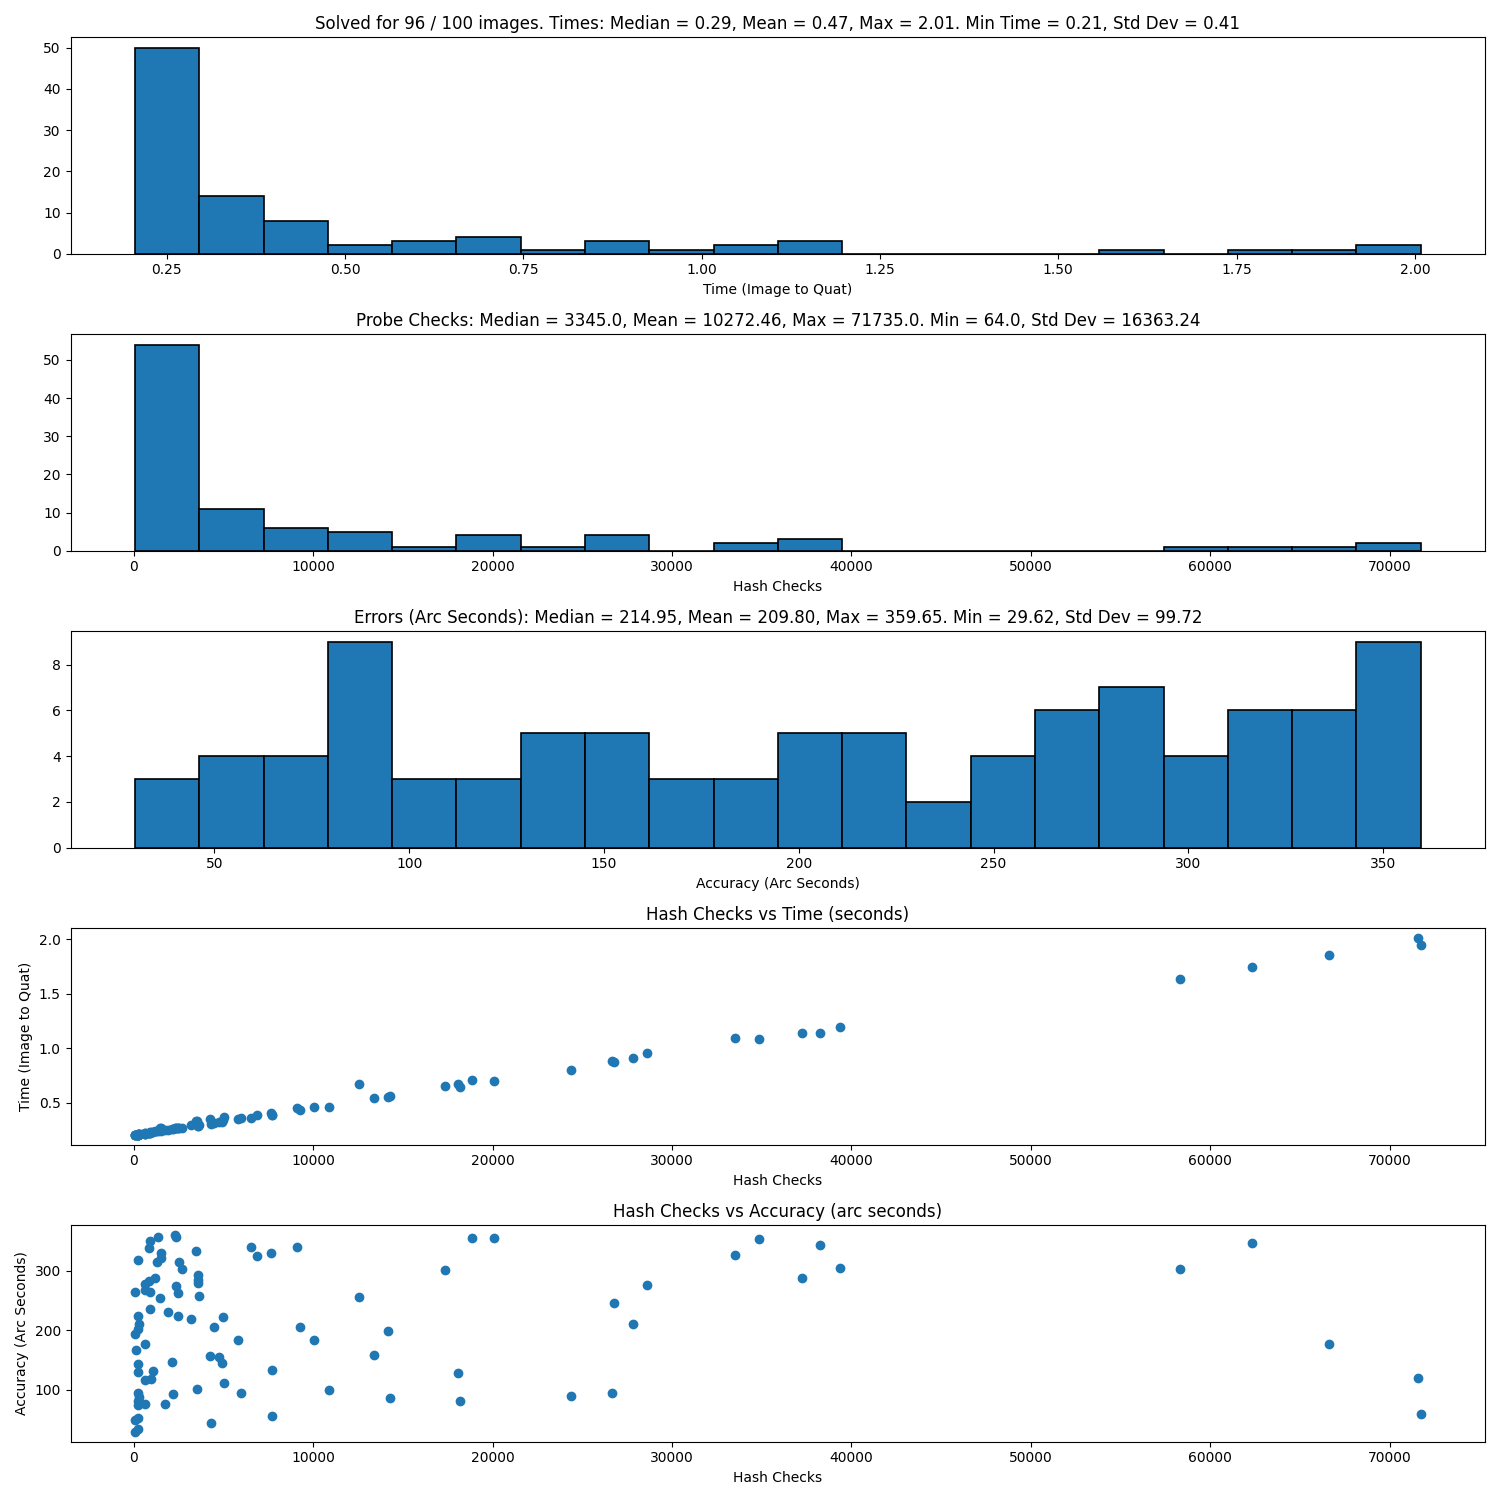 Solved for 96 / 100 images. Times: Median = 0.29, Mean = 0.47, Max = 2.01. Min Time = 0.21, Std Dev = 0.41
50
40
30
20
10
0
0.25 0.50 0.75 1.00 1.25 1.50 1.75 2.00
Time (Image to Quat)
Probe Checks: Median = 3345.0, Mean = 10272.46, Max = 71735.0. Min = 64.0, Std Dev = 16363.24
50
40
30
20
10
0
0 10000 20000 30000 40000 50000 60000 70000
Hash Checks
Errors (Arc Seconds): Median = 214.95, Mean = 209.80, Max = 359.65. Min = 29.62, Std Dev = 99.72
8
6
4
2
0
50 100 150 200 250 300 350
Accuracy (Arc Seconds)
Hash Checks vs Time (seconds)
Time (Image to Quat)
2.0
1.5
1.0
0.5
0 10000 20000 30000 40000 50000 60000 70000
Hash Checks
Hash Checks vs Accuracy (arc seconds)
Accuracy (Arc Seconds)
300
200
100
0 10000 20000 30000 40000 50000 60000 70000
Hash Checks